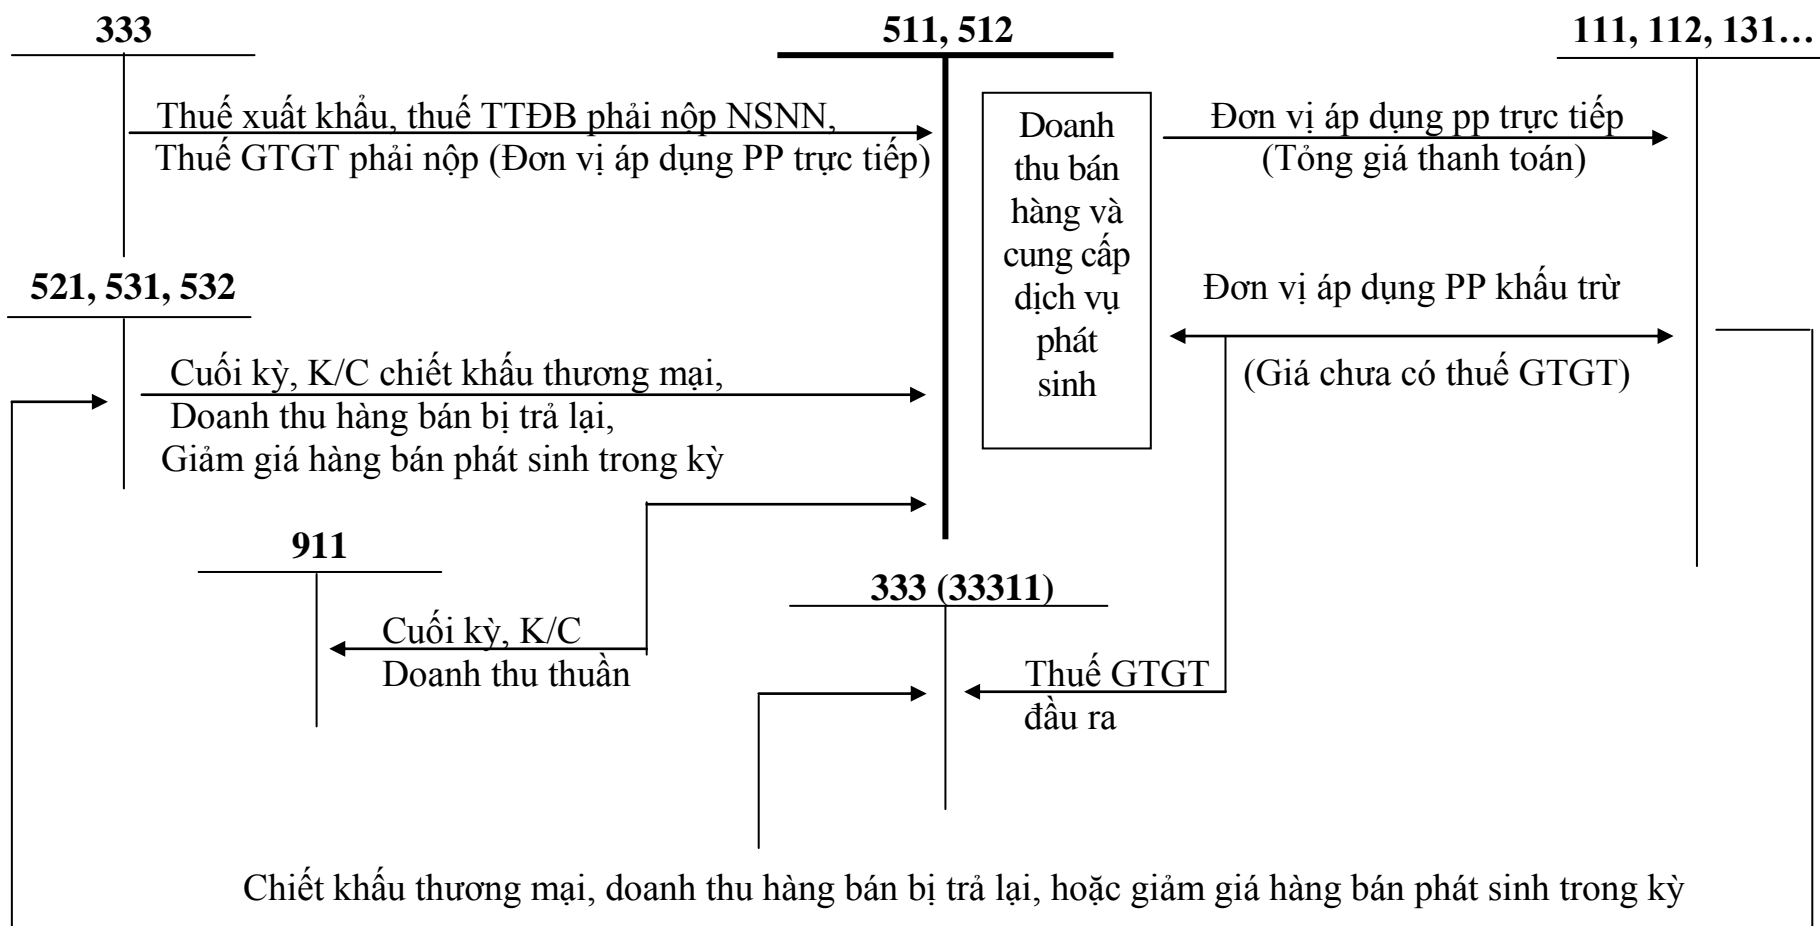 333
511, 512
111, 112, 131…
Thuế xuất khẩu, thuế TTĐB phải nộp NSNN,
Thuế GTGT phải nộp (Đơn vị áp dụng PP trực tiếp)
Doanh
thu bán
hàng và
cung cấp
dịch vụ
phát
sinh
Đơn vị áp dụng pp trực tiếp
(Tổng giá thanh toán)
521, 531, 532
Đơn vị áp dụng PP khấu trừ
(Giá chưa có thuế GTGT)
Cuối kỳ, K/C chiết khấu thương mại,
Doanh thu hàng bán bị trả lại,
Giảm giá hàng bán phát sinh trong kỳ
911
Cuối kỳ, K/C
Doanh thu thuần
333 (33311)
Thuế GTGT
đầu ra
Chiết khấu thương mại, doanh thu hàng bán bị trả lại, hoặc giảm giá hàng bán phát sinh trong kỳ